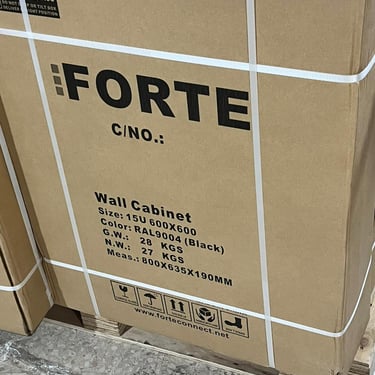 FORTE
C/NO.:
Wall Cabinet
Size: 15U 600X600
Color: RAL9004 (Black)
G.W.: 28 KGS
N.W.: 27 KGS
Meas.: 800X635X190MM
www.forteconnect.net